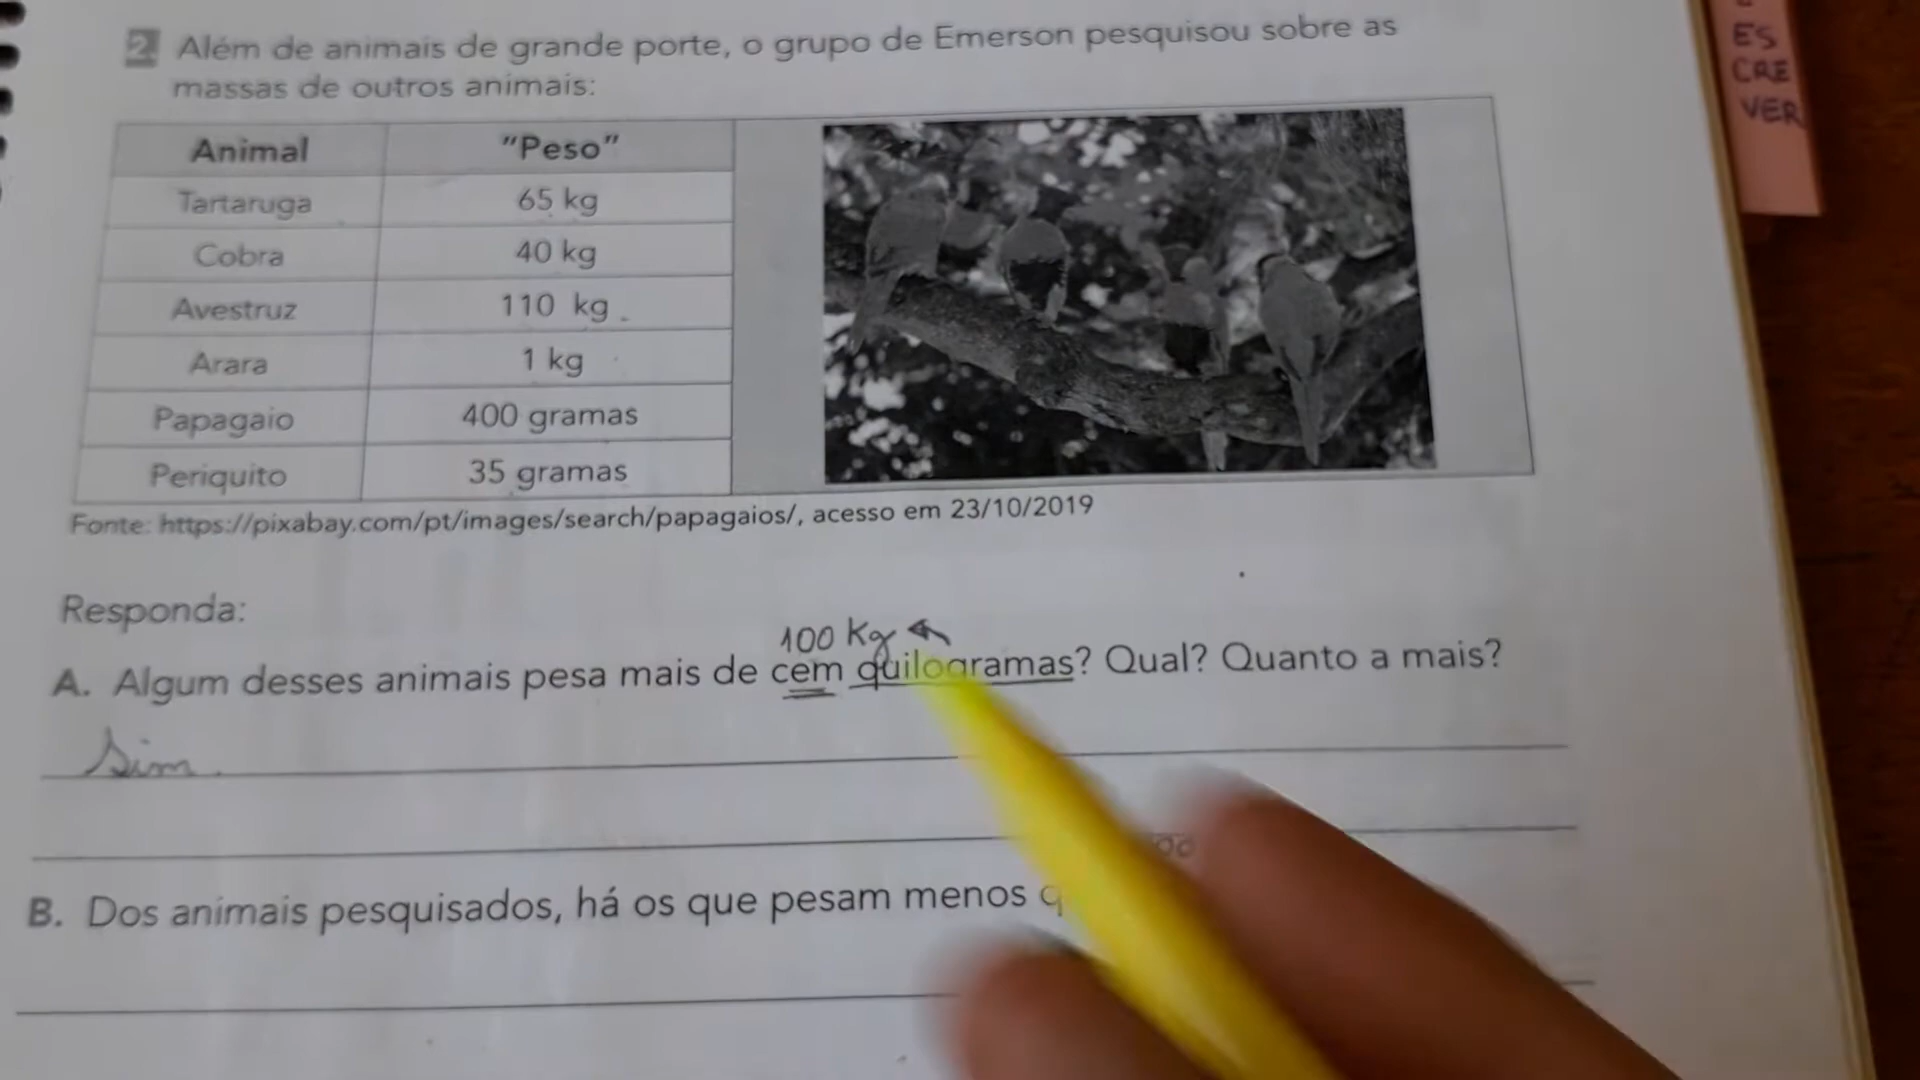 2 Além de animais de grande porte, o grupo de Emerson pesquisou sobre as
massas de outros animais:
Animal "Peso"
Tartaruga 65 kg
Cobra 40 kg
Avestruz 110 kg
Arara 1 kg
Papagaio 400 gramas
Periquito 35 gramas
Fonte: https://pixabay.com/pt/images/search/papagaios/, acesso em 23/10/2019
Responda:
100 Kg
A. Algum desses animais pesa mais de cem quilogramas? Qual? Quanto a mais?
Sim
B. Dos animais pesquisados, há os que pesam menos
ES
CRE
VER